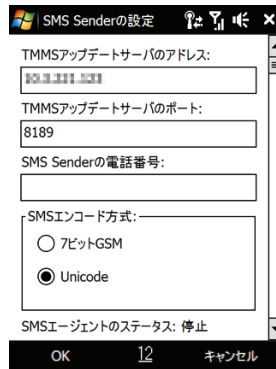 SMS Senderの設定
TMMSアップデートサーバのアドレス:
TMMSアップデートサーバのポート:
8189
SMS Senderの電話番号:
SMSエンコード方式:
7ビットGSM
Unicode
SMSエージェントのステータス: 停止
OK 12 キャンセル